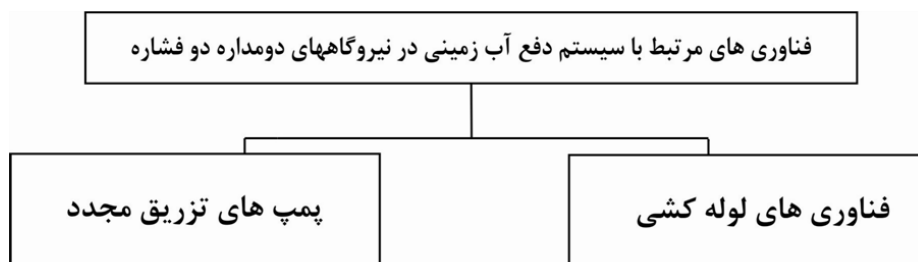 فناوری های مرتبط با سیستم دفع آب زمینی در نیروگاههای دومداره دو فشاره
فناوری های لوله کشی
پمپ های تزریق مجدد